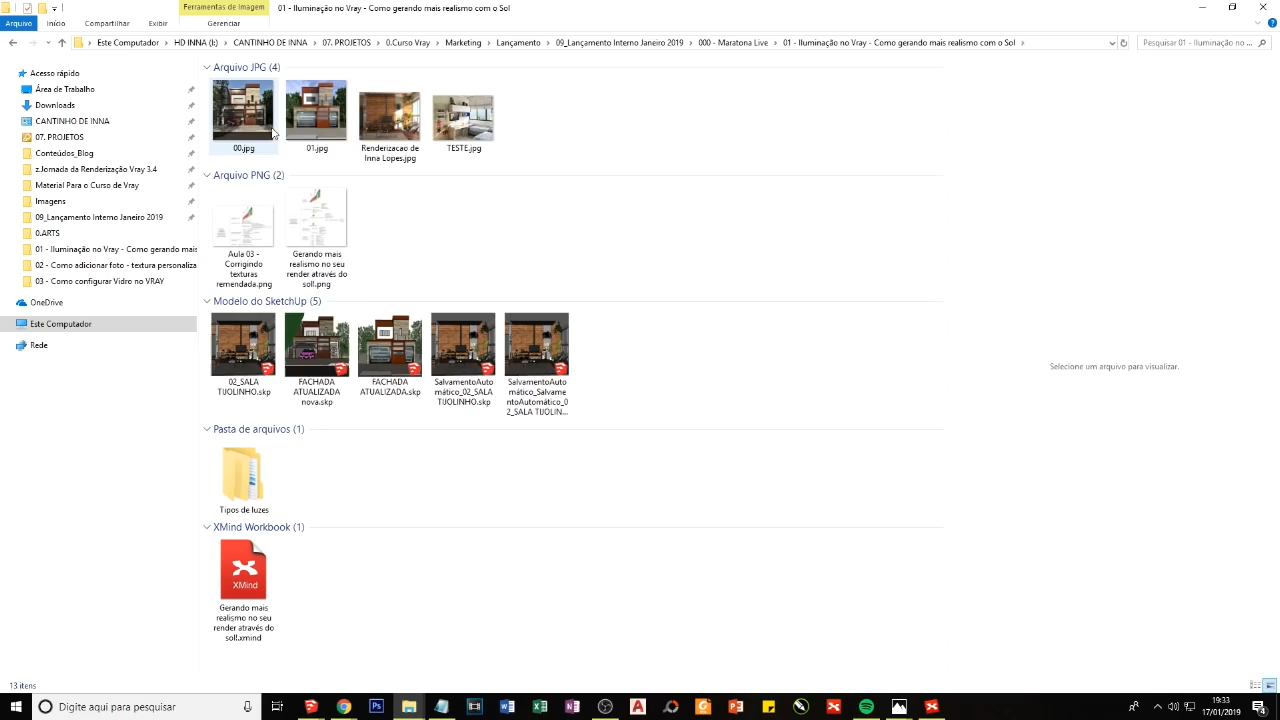 Ferramentas de Imagem
01 - Iluminação no Vray - Como gerando mais realismo com o Sol
Arquivo
Início
Compartilhar
Exibir
Gerenciar
Este Computador
HD INNA (I:)
CANTINHO DE INNA
07. PROJETOS
0.Curso Vray
Marketing
Lançamento
09_Lançamento Interno Janeiro 2019
000 - Maratona Live
01 - Iluminação no Vray - Como gerando mais realismo com o Sol
Pesquisar 01 - Iluminação no ...
Acesso rápido
Área de Trabalho
Downloads
CANTINHO DE INNA
07. PROJETOS
Conteúdos_Blog
z.Jornada da Renderização Vray 3.4
Material Para o Curso de Vray
Imagens
09_Lançamento Interno Janeiro 2019
0.ARTS
01 - Iluminação no Vray - Como gerando mais
02 - Como adicionar foto - textura personaliza
03 - Como configurar Vidro no VRAY
OneDrive
Este Computador
Rede
Arquivo JPG (4)
00.jpg
01.jpg
Renderizacao de
Inna Lopes.jpg
TESTE.jpg
Arquivo PNG (2)
Aula 03 -
Corrigindo
texturas
remendada.png
Gerando mais
realismo no seu
render através do
sol!.png
Modelo do SketchUp (5)
02_SALA
TIJOLINHO.skp
FACHADA
ATUALIZADA
nova.skp
FACHADA
ATUALIZADA.skp
SalvamentoAuto
mático_02_SALA
TIJOLINHO.skp
SalvamentoAuto
mático_Salvame
ntoAutomático_0
2_SALA TIJOLIN...
Pasta de arquivos (1)
Tipos de luzes
XMind Workbook (1)
XMind
Gerando mais
realismo no seu
render através do
sol!.xmind
Selecione um arquivo para visualizar.
13 itens
Digite aqui para pesquisar
19:33
17/01/2019